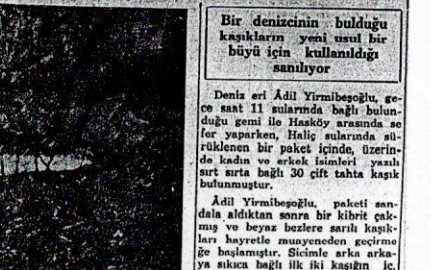 Bir denizcinin bulduğu
kaşıkların yeni usul bir
büyü için kullanıldığı
sanılıyor
Deniz eri Âdil Yirmibeşoğlu, ge-
ce saat 11 sularında bağlı bulun-
duğu gemi ile Hasköy arasında se
fer yaparken, Haliç sularında sü-
rüklenen bir paket içinde, üzerin-
de kadın ve erkek isimleri yazılı
sırt sırta bağlı 30 çift tahta kaşık
bulunmuştur.
Âdil Yirmibeşoğlu, paketi san-
dala aldıktan sonra bir kibrit çak-
mış ve beyaz bezlere sarılı kaşık-
ları hayretle muayeneden geçirme
ğe başlamıştır. Sicimle arka arka-
ya sıkıca bağlı ilk iki kaşığın iç